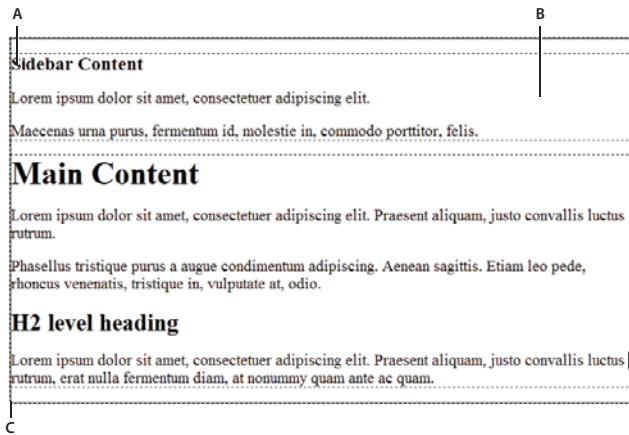 A
B
Sidebar Content
Lorem ipsum dolor sit amet, consectetuer adipiscing elit.
Maecenas urna purus, fermentum id, molestie in, commodo porttitor, felis.
Main Content
Lorem ipsum dolor sit amet, consectetuer adipiscing elit. Praesent aliquam, justo convallis luctus
rutrum.
Phasellus tristique purus a augue condimentum adipiscing. Aenean sagittis. Etiam leo pede,
rhoncus venenatis, tristique in, vulputate at, odio.
H2 level heading
Lorem ipsum dolor sit amet, consectetuer adipiscing elit. Praesent aliquam, justo convallis luctus
rutrum, erat nulla fermentum diam, at nonummy quam ante ac quam.
C